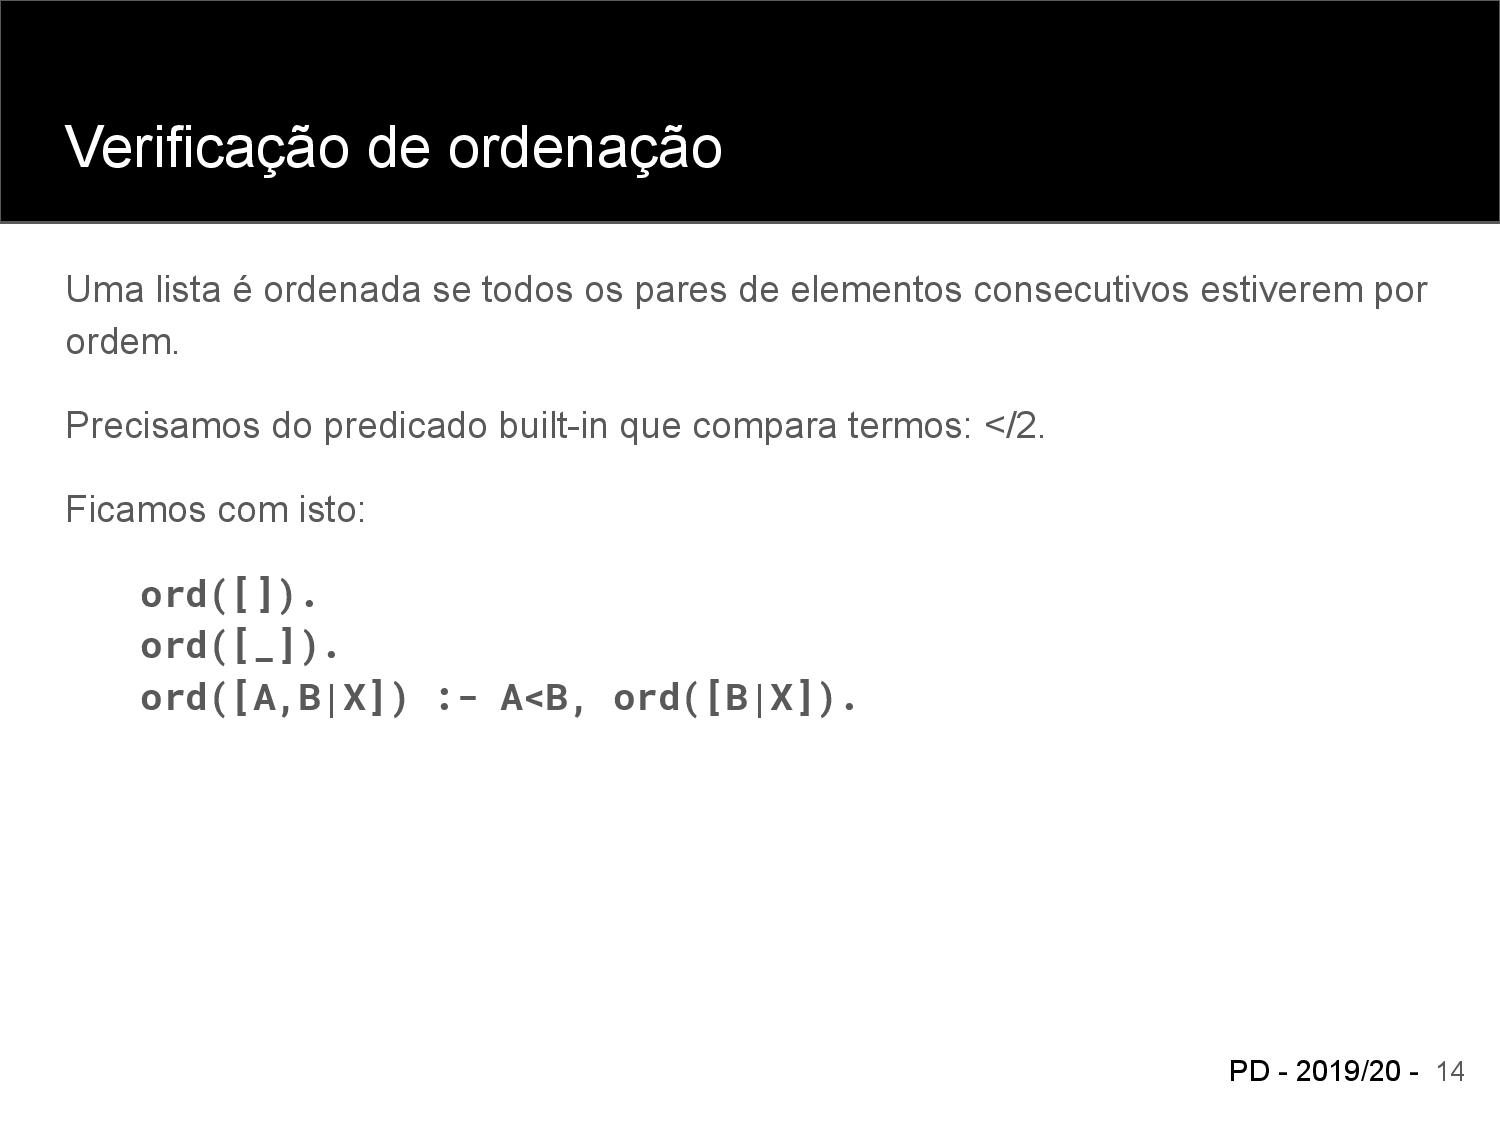 Verificação de ordenação
Uma lista é ordenada se todos os pares de elementos consecutivos estiverem por
ordem.
Precisamos do predicado built-in que compara termos: </2.
Ficamos com isto:
ord([]).
ord([_]).
ord([A,B|X]) :- A<B, ord([B|X]).
PD - 2019/20 - 14